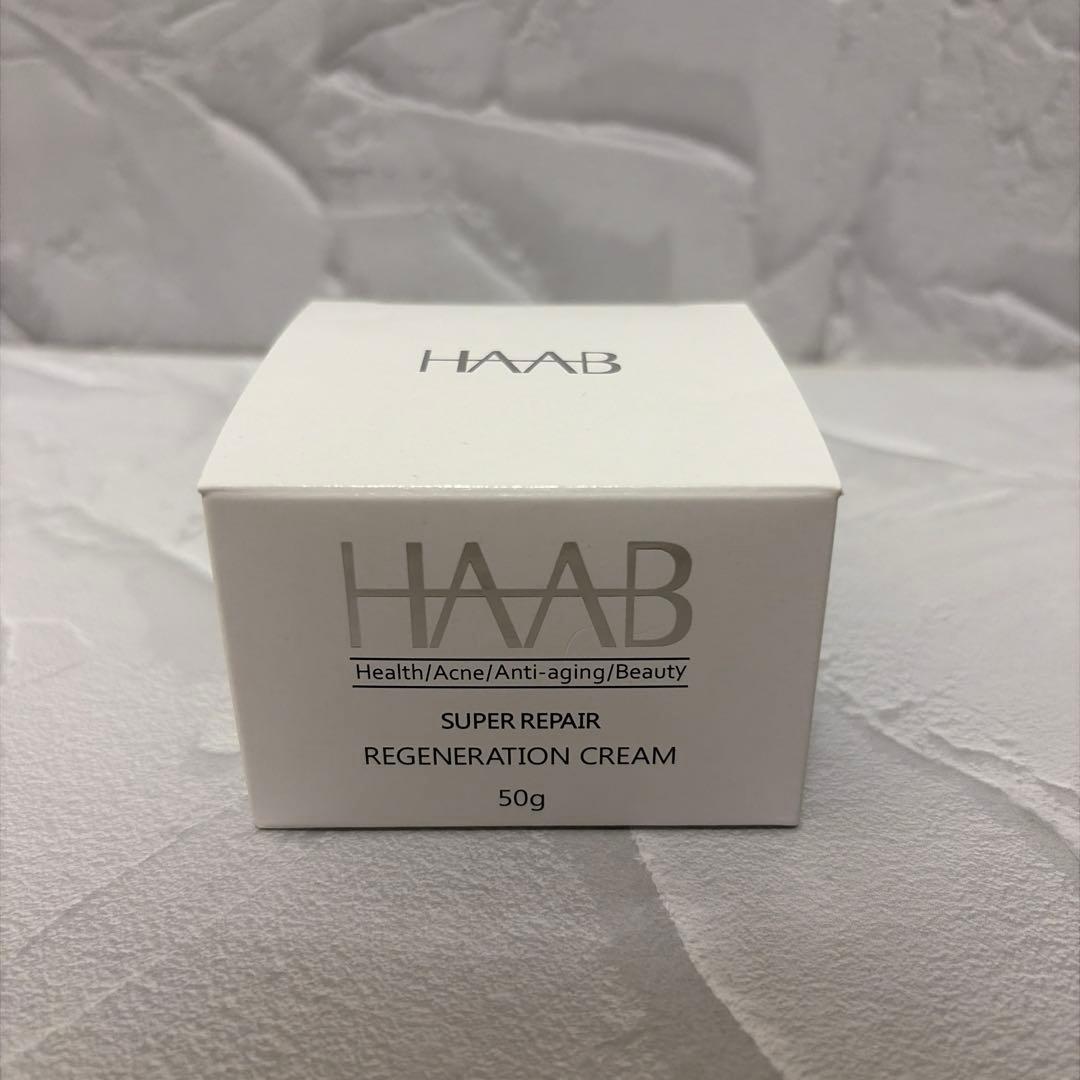 HAAB
HAAB
Health/Acne/Anti-aging/Beauty
SUPER REPAIR
REGENERATION CREAM
50g